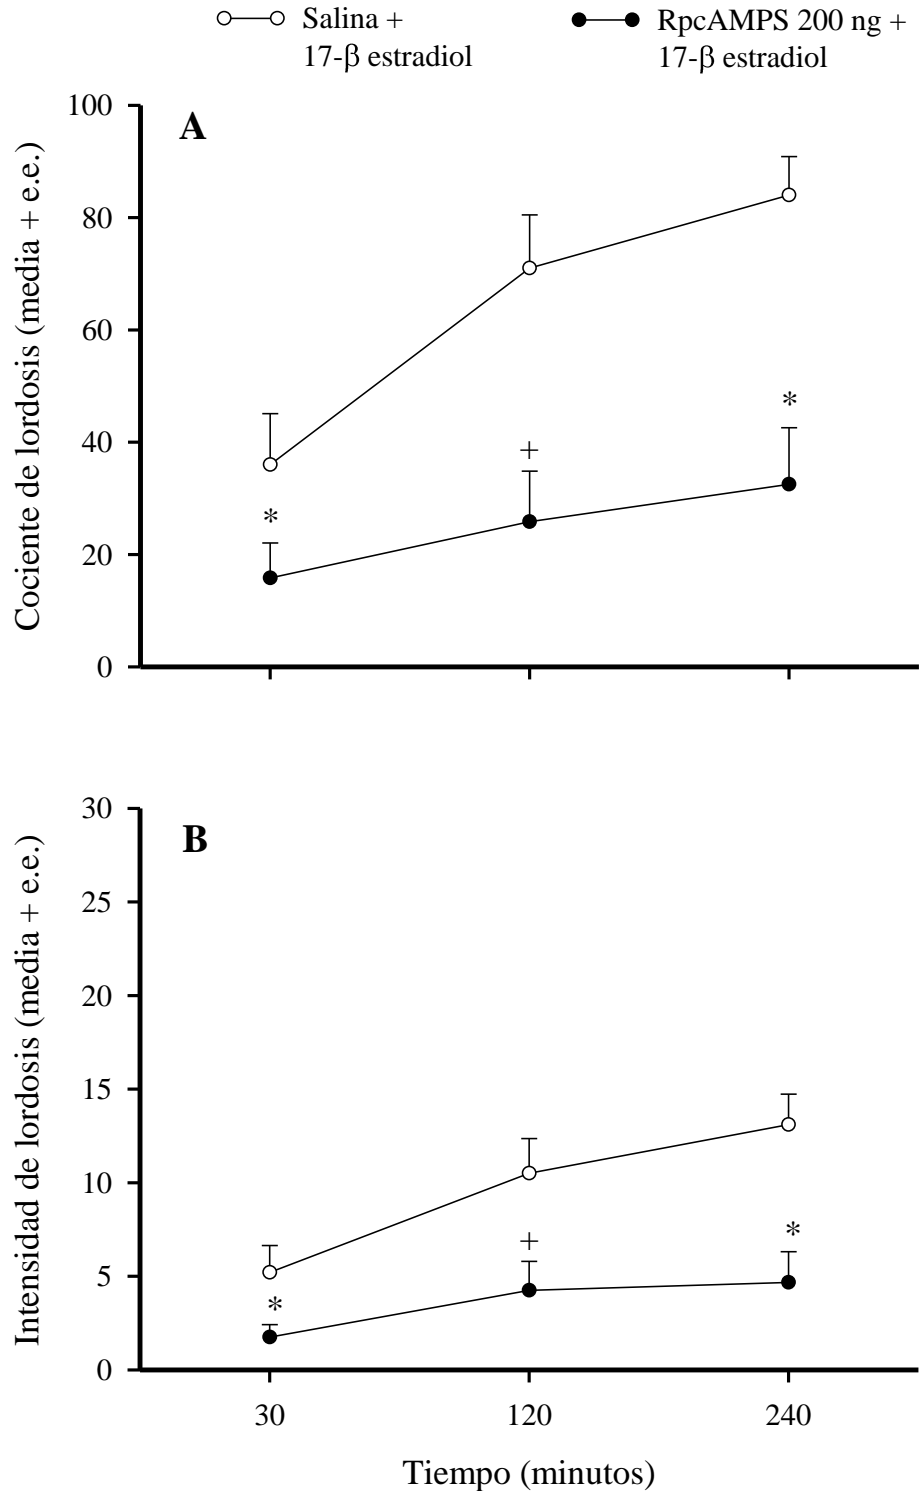 Salina +
17-β estradiol
RpcAMPS 200 ng +
17-β estradiol
A
Cociente de lordosis (media + e.e.)
100
80
60
40
20
0
*
+
*
B
Intensidad de lordosis (media + e.e.)
30
25
20
15
10
5
0
*
+
*
30 120 240
Tiempo (minutos)